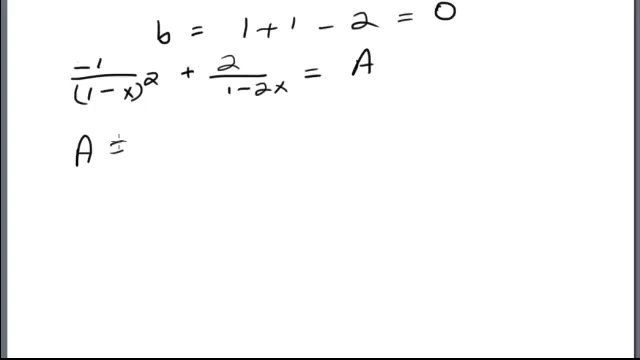 b = 1 + 1 - 2 = 0
-1/(1-x)^2 + 2/(1-2x) = A
A =